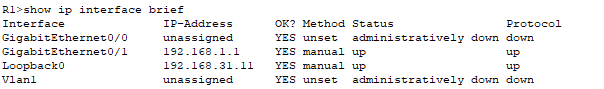 R1>show ip interface brief
Interface IP-Address OK? Method Status Protocol
GigabitEthernet0/0 unassigned YES unset administratively down down
GigabitEthernet0/1 192.168.1.1 YES manual up up
Loopback0 192.168.31.11 YES manual up up
Vlan1 unassigned YES unset administratively down down